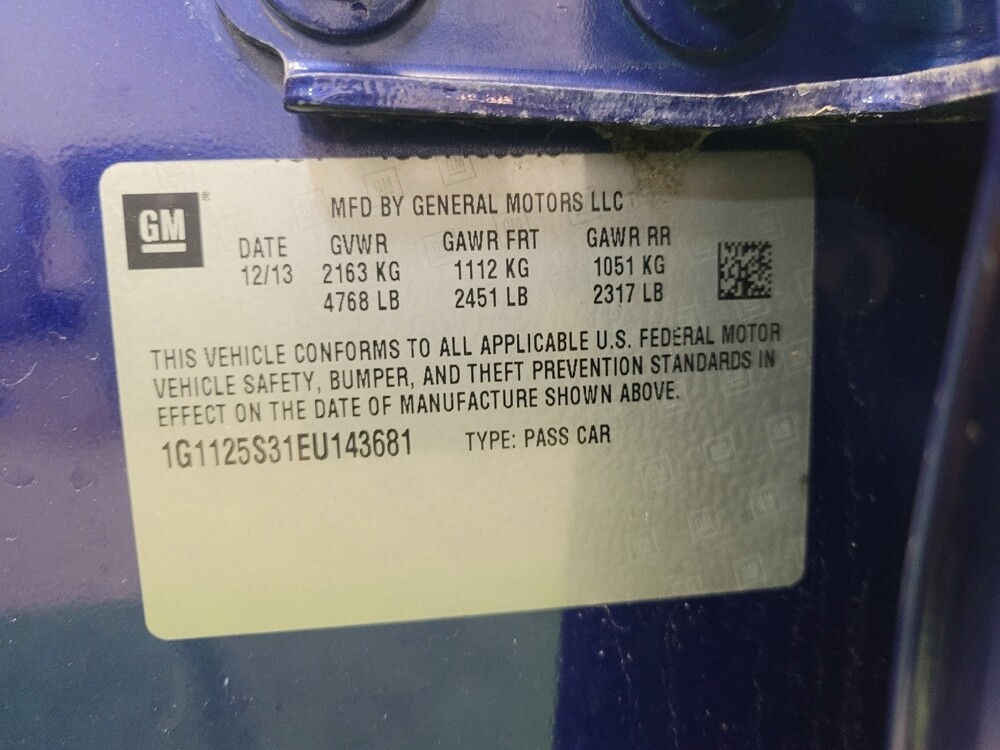 GM
®
MFD BY GENERAL MOTORS LLC
DATE GVWR GAWR FRT GAWR RR
12/13 2163 KG 1112 KG 1051 KG
4768 LB 2451 LB 2317 LB
THIS VEHICLE CONFORMS TO ALL APPLICABLE U.S. FEDERAL MOTOR
VEHICLE SAFETY, BUMPER, AND THEFT PREVENTION STANDARDS IN
EFFECT ON THE DATE OF MANUFACTURE SHOWN ABOVE.
1G1125S31EU143681 TYPE: PASS CAR